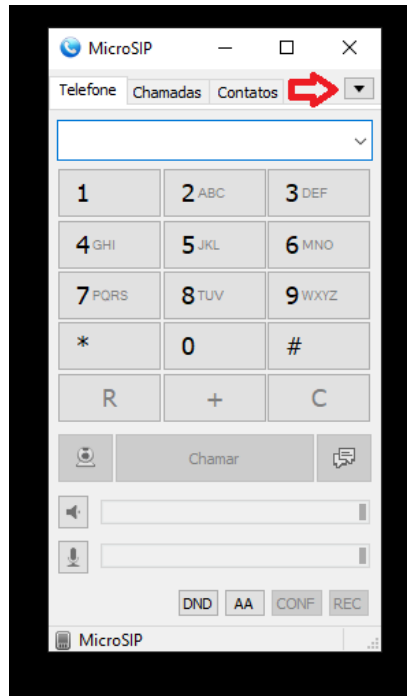 MicroSIP
Telefone Chamadas Contatos
1 2 ABC 3 DEF
4 GHI 5 JKL 6 MNO
7 PQRS 8 TUV 9 WXYZ
* 0 #
R + C
Chamar
DND AA CONF REC
MicroSIP